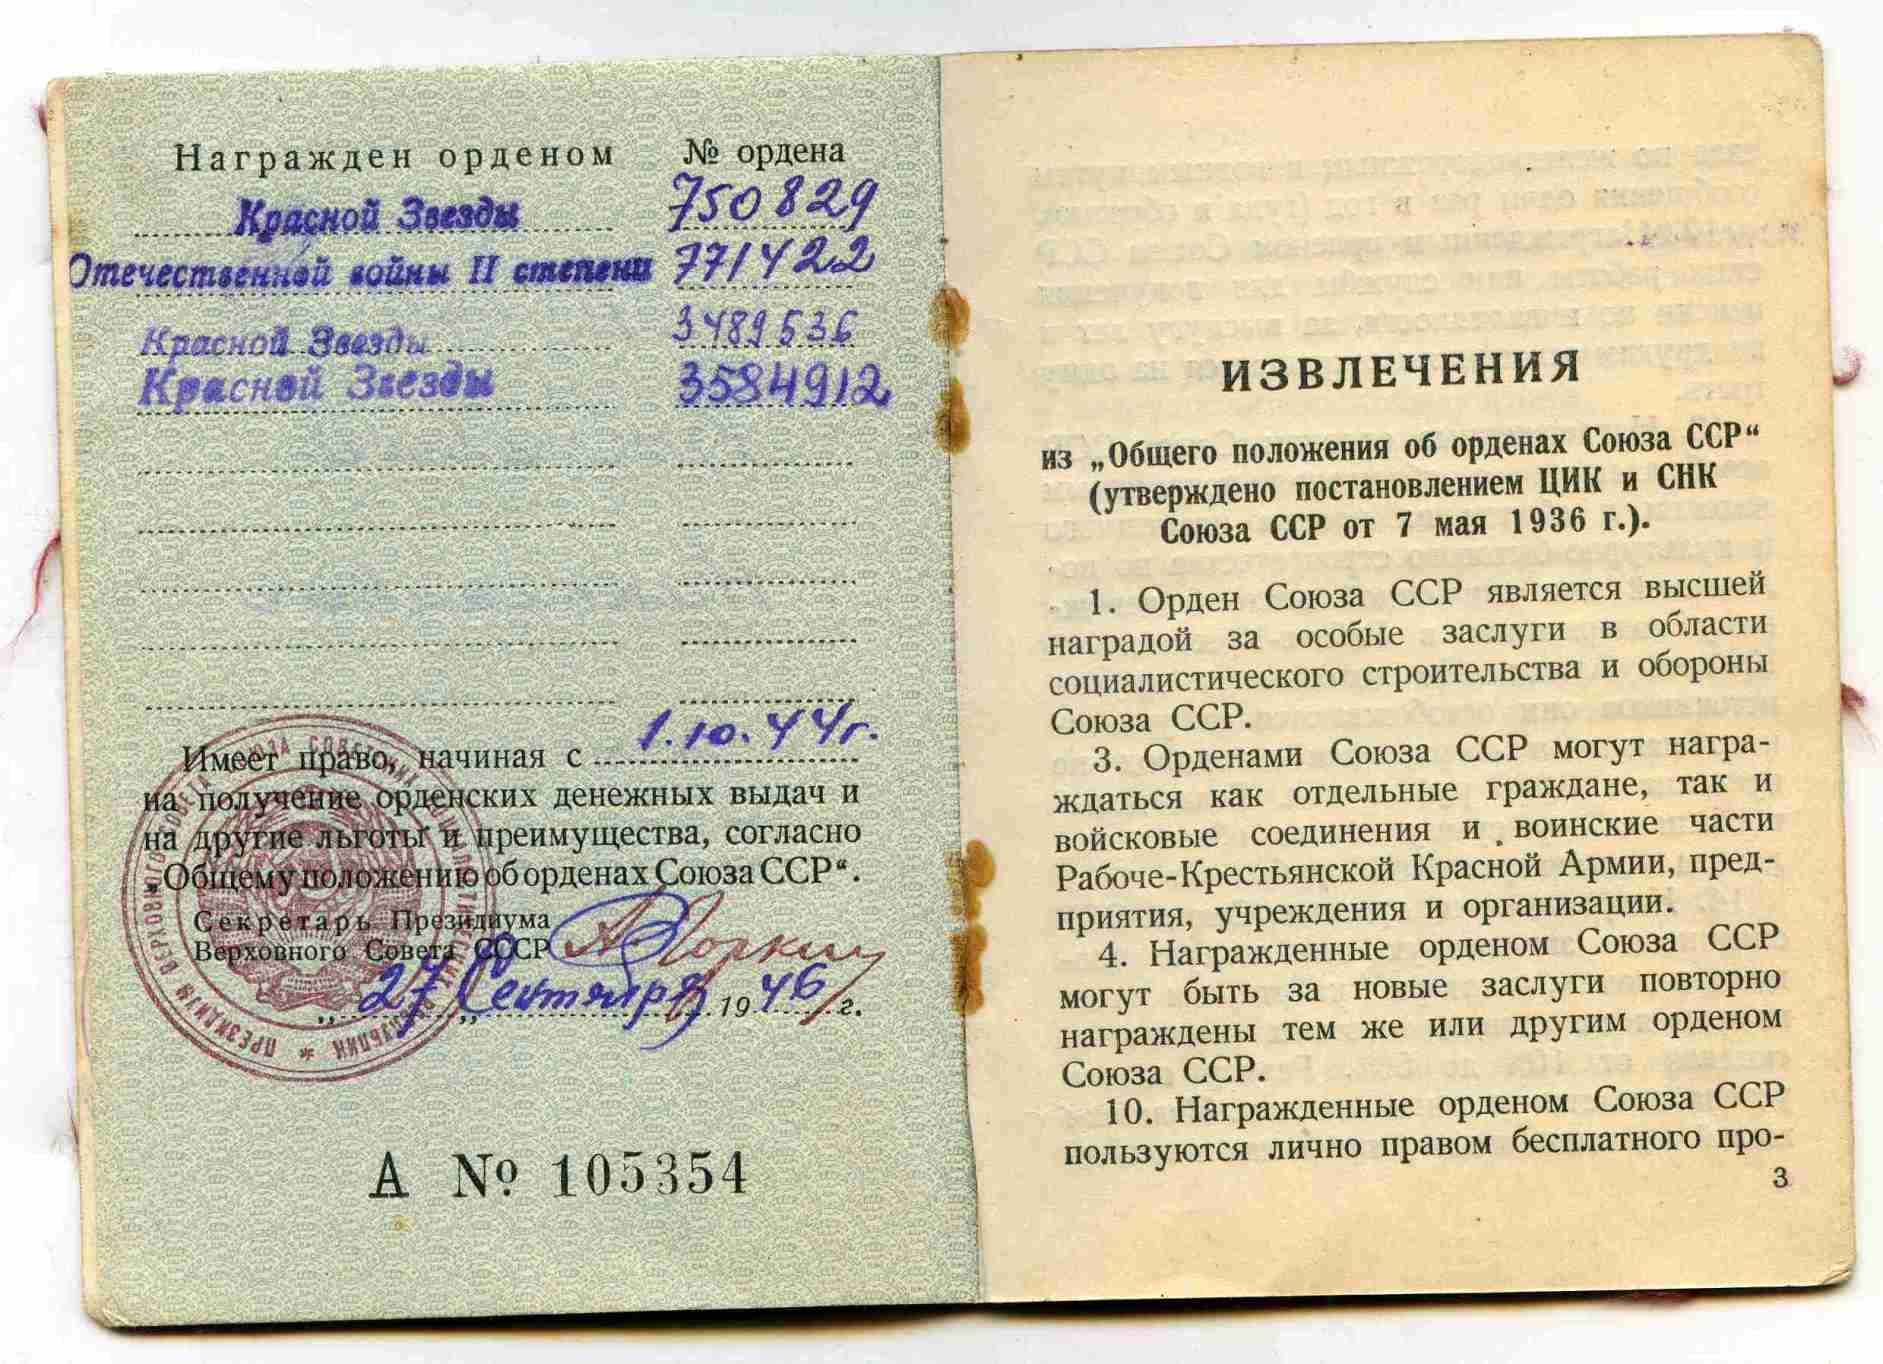 Награжден орденом № ордена
Красной Звезды 750829
Отечественной войны II степени 771422
Красной Звезды 3489536
Красной Звезды 3584912
Имеет право, начиная с 1.10.44г.
на получение орденских денежных выдач и
на другие льготы и преимущества, согласно
„Общему положению об орденах Союза ССР“.
Секретарь Президиума
Верховного Совета СССР А. Горкин
„27„ Сентября 1946 г.
А № 105354
ИЗВЛЕЧЕНИЯ
из „Общего положения об орденах Союза ССР“
(утверждено постановлением ЦИК и СНК
Союза ССР от 7 мая 1936 г.).
1. Орден Союза ССР является высшей
наградой за особые заслуги в области
социалистического строительства и обороны
Союза ССР.
3. Орденами Союза ССР могут награ-
ждаться как отдельные граждане, так и
войсковые соединения и воинские части
Рабоче-Крестьянской Красной Армии, пред-
приятия, учреждения и организации.
4. Награжденные орденом Союза ССР
могут быть за новые заслуги повторно
награждены тем же или другим орденом
Союза ССР.
10. Награжденные орденом Союза ССР
пользуются лично правом бесплатного про-
3